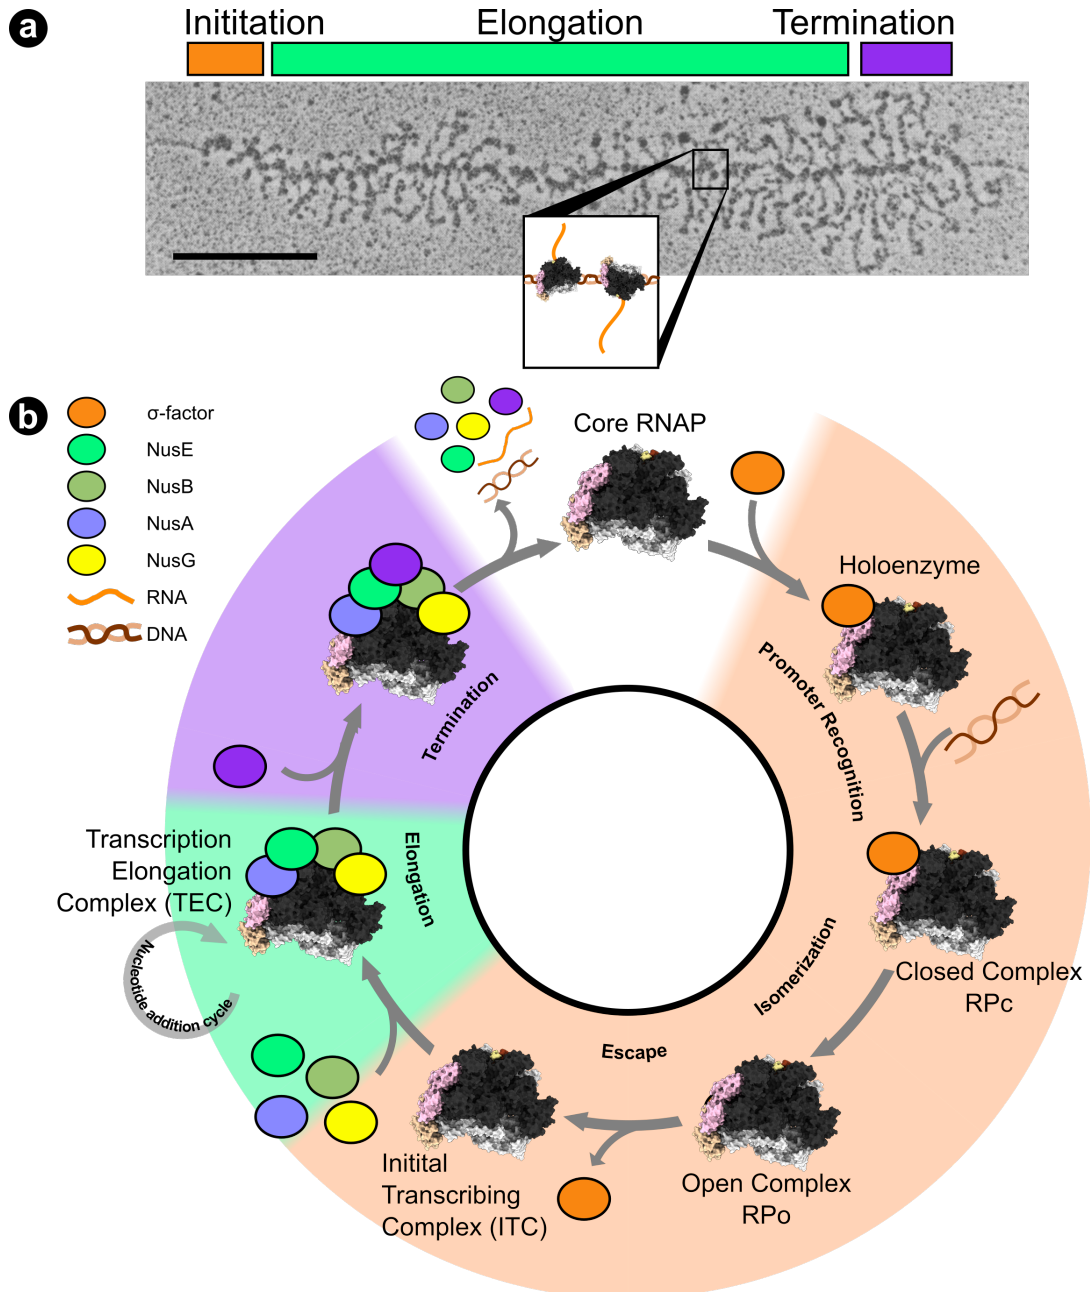 a
Inititation Elongation Termination
b
σ-factor
NusE
NusB
NusA
NusG
RNA
DNA
Core RNAP
Holoenzyme
Promoter Recognition
Closed Complex
RPc
Isomerization
Open Complex
RPo
Escape
Initital
Transcribing
Complex (ITC)
Transcription
Elongation
Complex (TEC)
Nucleotide addition cycle
Elongation
Termination